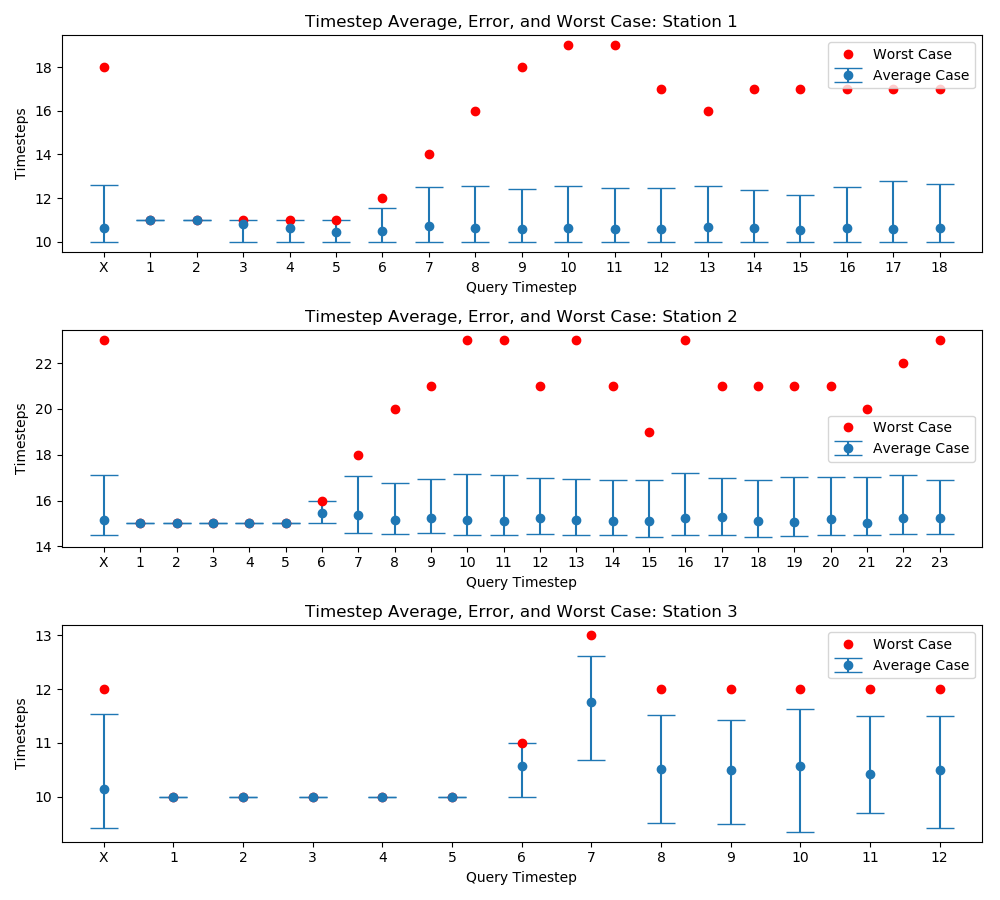 Timestep Average, Error, and Worst Case: Station 1
Timesteps
18
16
14
12
10
Worst Case
Average Case
X 1 2 3 4 5 6 7 8 9 10 11 12 13 14 15 16 17 18
Query Timestep
Timestep Average, Error, and Worst Case: Station 2
Timesteps
22
20
18
16
14
Worst Case
Average Case
X 1 2 3 4 5 6 7 8 9 10 11 12 13 14 15 16 17 18 19 20 21 22 23
Query Timestep
Timestep Average, Error, and Worst Case: Station 3
Timesteps
13
12
11
10
Worst Case
Average Case
X 1 2 3 4 5 6 7 8 9 10 11 12
Query Timestep